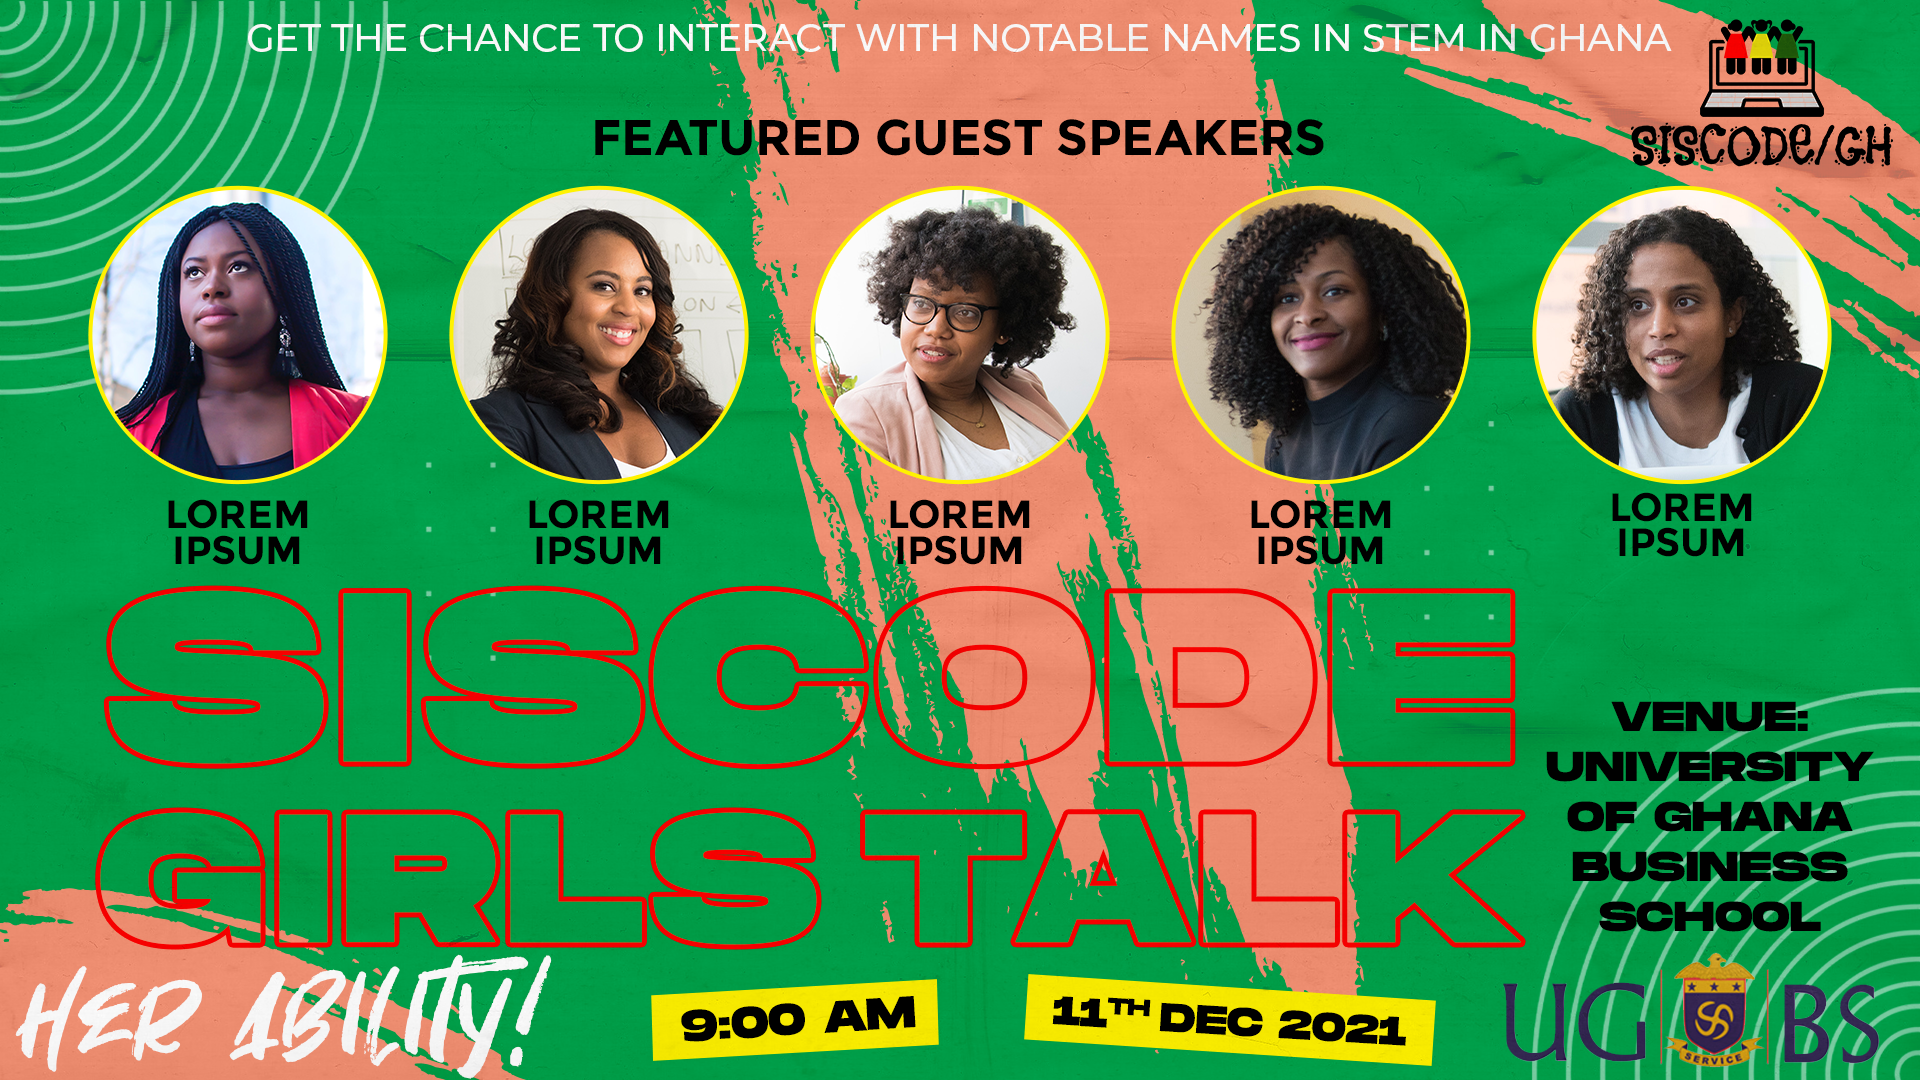 GET THE CHANCE TO INTERACT WITH NOTABLE NAMES IN STEM IN GHANA
SISCODE/GH
FEATURED GUEST SPEAKERS
LOREM
IPSUM
LOREM
IPSUM
LOREM
IPSUM
LOREM
IPSUM
LOREM
IPSUM
SISCODE
GIRLS TALK
VENUE:
UNIVERSITY
OF GHANA
BUSINESS
SCHOOL
HER ABILITY!
9:00 AM
11TH DEC 2021
UG BS
SERVICE